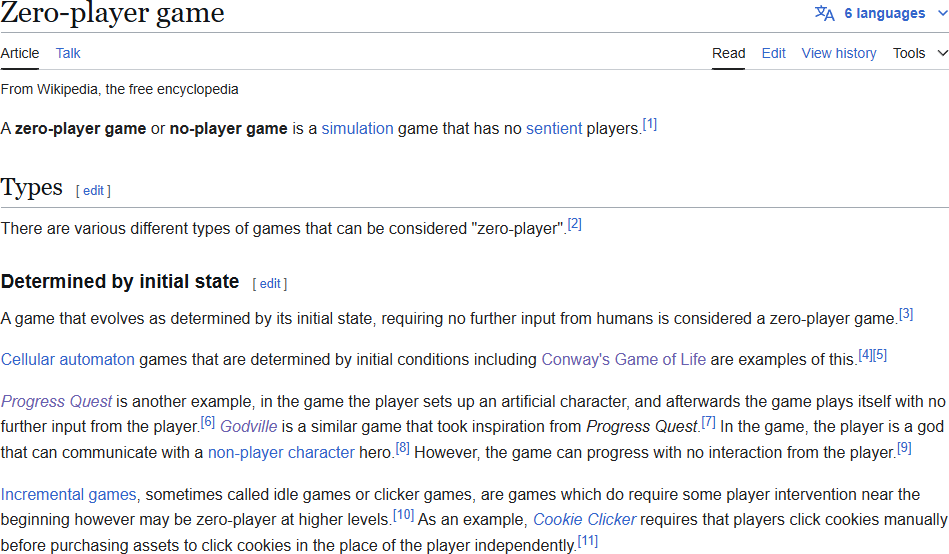 Zero-player game
6 languages
Article Talk Read Edit View history Tools
From Wikipedia, the free encyclopedia
A zero-player game or no-player game is a simulation game that has no sentient players.[1]
Types [ edit ]
There are various different types of games that can be considered "zero-player".[2]
Determined by initial state [ edit ]
A game that evolves as determined by its initial state, requiring no further input from humans is considered a zero-player game.[3]
Cellular automaton games that are determined by initial conditions including Conway's Game of Life are examples of this.[4][5]
Progress Quest is another example, in the game the player sets up an artificial character, and afterwards the game plays itself with no
further input from the player.[6] Godville is a similar game that took inspiration from Progress Quest.[7] In the game, the player is a god
that can communicate with a non-player character hero.[8] However, the game can progress with no interaction from the player.[9]
Incremental games, sometimes called idle games or clicker games, are games which do require some player intervention near the
beginning however may be zero-player at higher levels.[10] As an example, Cookie Clicker requires that players click cookies manually
before purchasing assets to click cookies in the place of the player independently.[11]